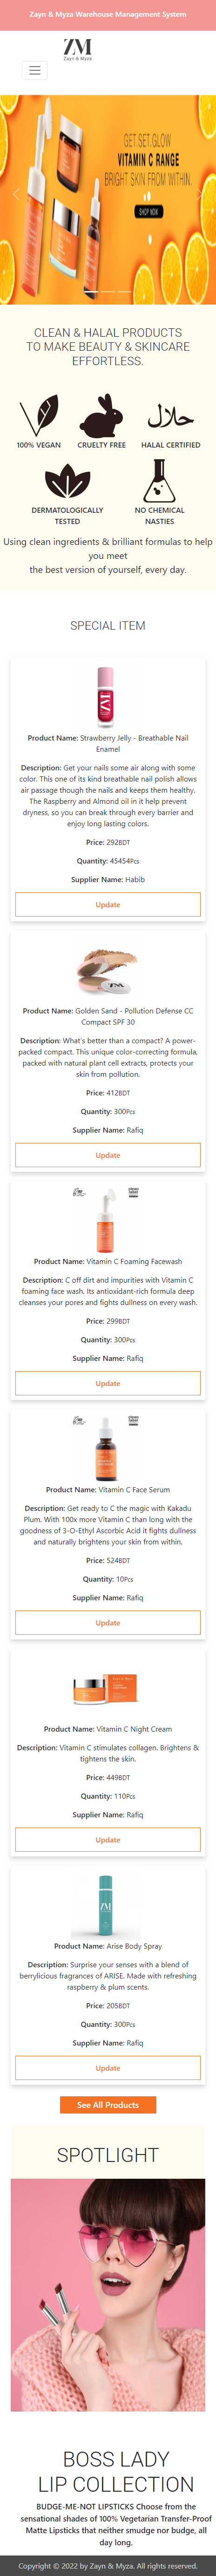 Zayn & Myza Warehouse Management System
ZM
Zayn & Myza
GET.SET.GLOW
VITAMIN C RANGE
BRIGHT SKIN FROM WITHIN.
SHOP NOW
CLEAN & HALAL PRODUCTS
TO MAKE BEAUTY & SKINCARE
EFFORTLESS.
100% VEGAN
CRUELTY FREE
حلال
HALAL CERTIFIED
DERMATOLOGICALLY
TESTED
NO CHEMICAL
NASTIES
Using clean ingredients & brilliant formulas to help
you meet
the best version of yourself, every day.
SPECIAL ITEM
ZM
Product Name: Strawberry Jelly - Breathable Nail
Enamel
Description: Get your nails some air along with some
color. This one of its kind breathable nail polish allows
air passage though the nails and keeps them healthy.
The Raspberry and Almond oil in it help prevent
dryness, so you can break through every barrier and
enjoy long lasting colors.
Price: 292BDT
Quantity: 45454Pcs
Supplier Name: Habib
Update
Product Name: Golden Sand - Pollution Defense CC
Compact SPF 30
Description: What's better than a compact? A power-
packed compact. This unique color-correcting formula,
packed with natural plant cell extracts, protects your
skin from pollution.
Price: 412BDT
Quantity: 300Pcs
Supplier Name: Rafiq
Update
Product Name: Vitamin C Foaming Facewash
Description: C off dirt and impurities with Vitamin C
foaming face wash. Its antioxidant-rich formula deep
cleanses your pores and fights dullness on every wash.
Price: 299BDT
Quantity: 300Pcs
Supplier Name: Rafiq
Update
Product Name: Vitamin C Face Serum
Description: Get ready to C the magic with Kakadu
Plum. With 100x more Vitamin C than long with the
goodness of 3-O-Ethyl Ascorbic Acid it fights dullness
and naturally brightens your skin from within.
Price: 524BDT
Quantity: 10Pcs
Supplier Name: Rafiq
Update
Product Name: Vitamin C Night Cream
Description: Vitamin C stimulates collagen. Brightens &
tightens the skin.
Price: 449BDT
Quantity: 110Pcs
Supplier Name: Rafiq
Update
ZM
Product Name: Arise Body Spray
Description: Surprise your senses with a blend of
berrylicious fragrances of ARISE. Made with refreshing
raspberry & plum scents.
Price: 205BDT
Quantity: 300Pcs
Supplier Name: Rafiq
Update
See All Products
SPOTLIGHT
BOSS LADY
LIP COLLECTION
BUDGE-ME-NOT LIPSTICKS Choose from the
sensational shades of 100% Vegetarian Transfer-Proof
Matte Lipsticks that neither smudge nor budge, all
day long.
Copyright © 2022 by Zayn & Myza. All rights reserved.